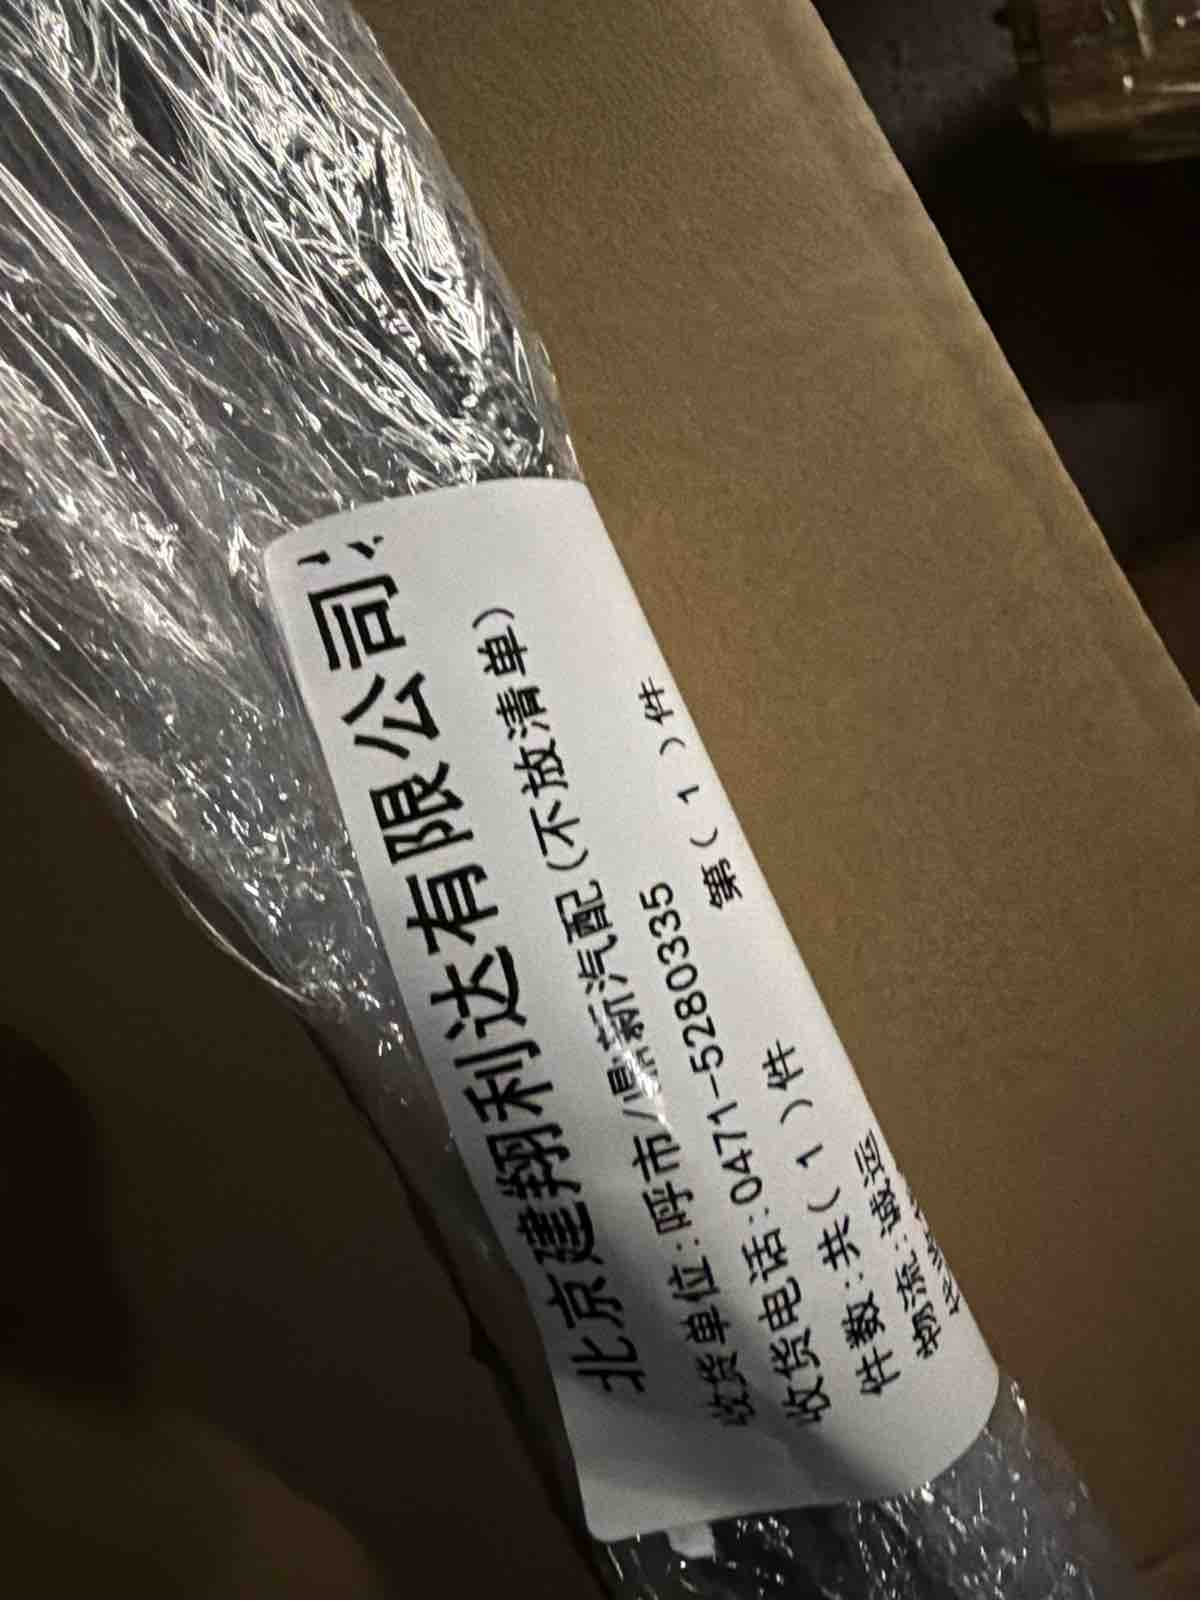 北京建翔利达有限公司
收货单位:呼市/鼎新汽配(不放清单)
收货电话:0471-5280335
件数:共( 1 )件 第( 1 )件
物流:诚运